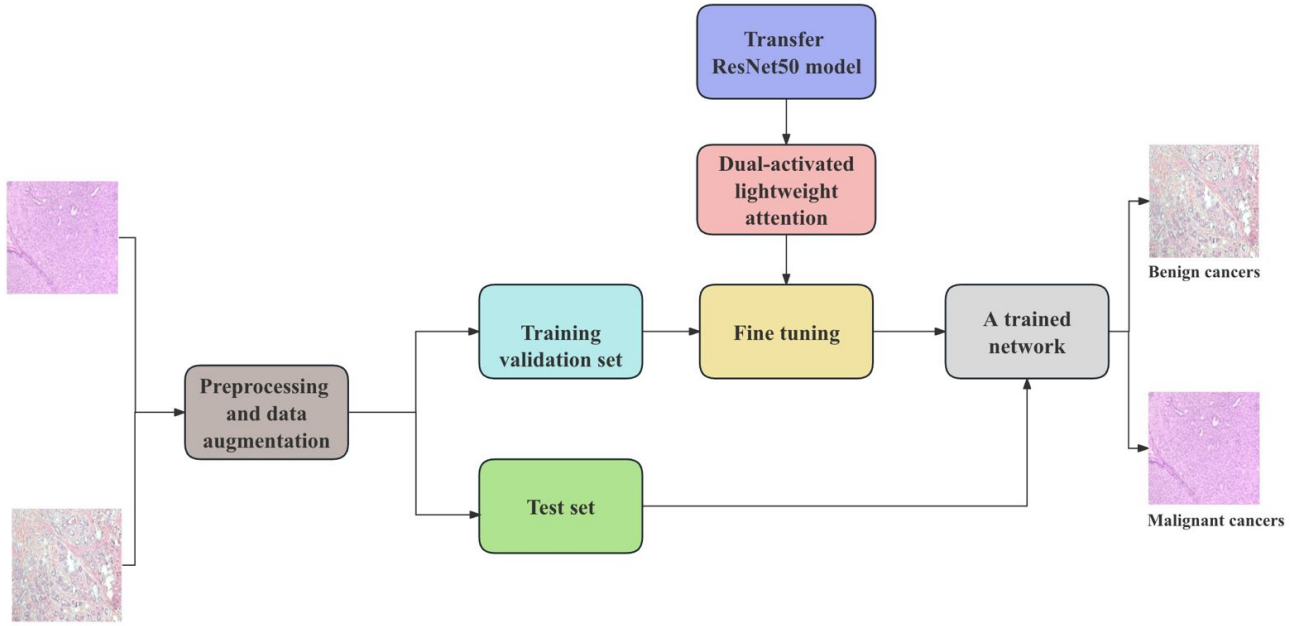 Transfer
ResNet50 model
Dual-activated
lightweight
attention
Benign cancers
Training
validation set
Fine tuning
A trained
network
Preprocessing
and data
augmentation
Test set
Malignant cancers